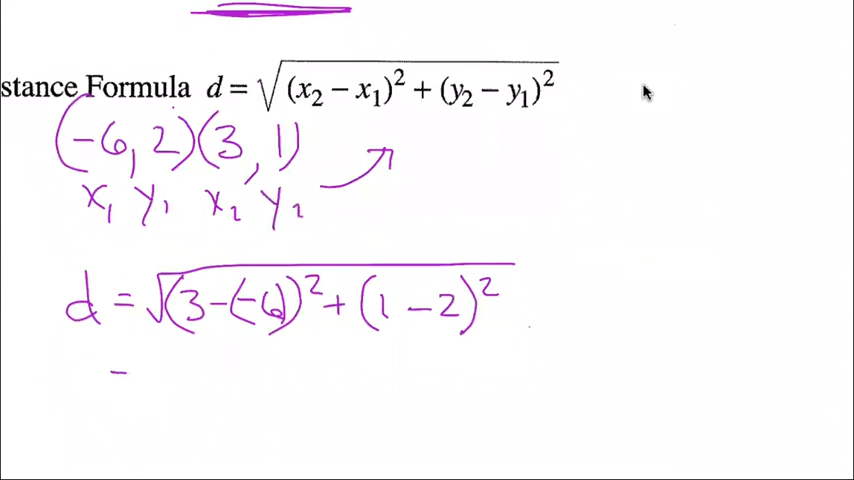 stance Formula d = √(x₂ − x₁)² + (y₂ − y₁)²
(−6, 2)(3, 1)
x₁ y₁ x₂ y₂
d = √(3−(−6))² + (1 − 2)²